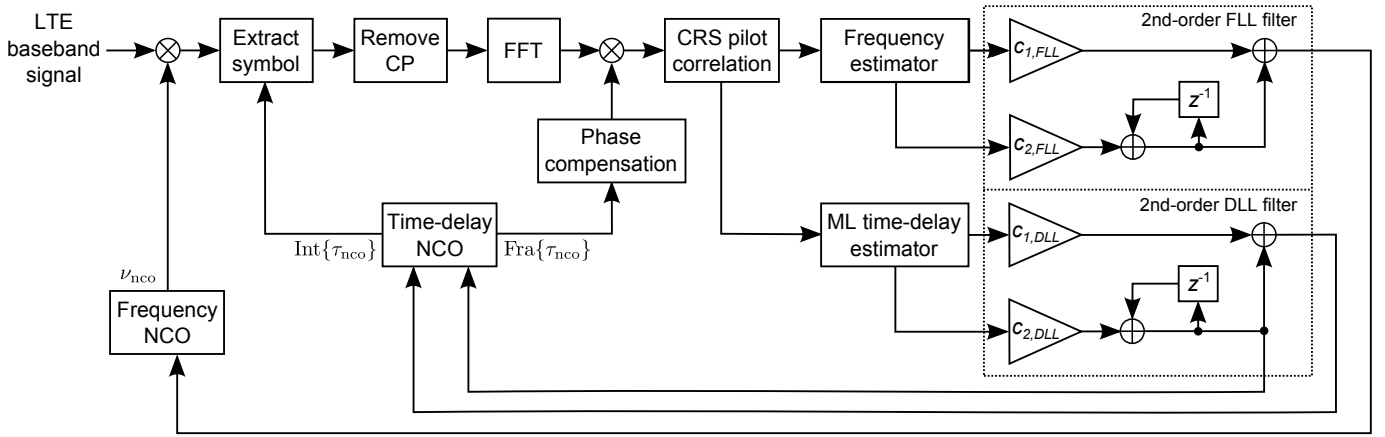 LTE
baseband
signal
Extract
symbol
Remove
CP
FFT
CRS pilot
correlation
Frequency
estimator
C1,FLL
2nd-order FLL filter
z-1
C2,FLL
Phase
compensation
Time-delay
NCO
Int{τnco}
Fra{τnco}
ML time-delay
estimator
C1,DLL
2nd-order DLL filter
z-1
C2,DLL
νnco
Frequency
NCO